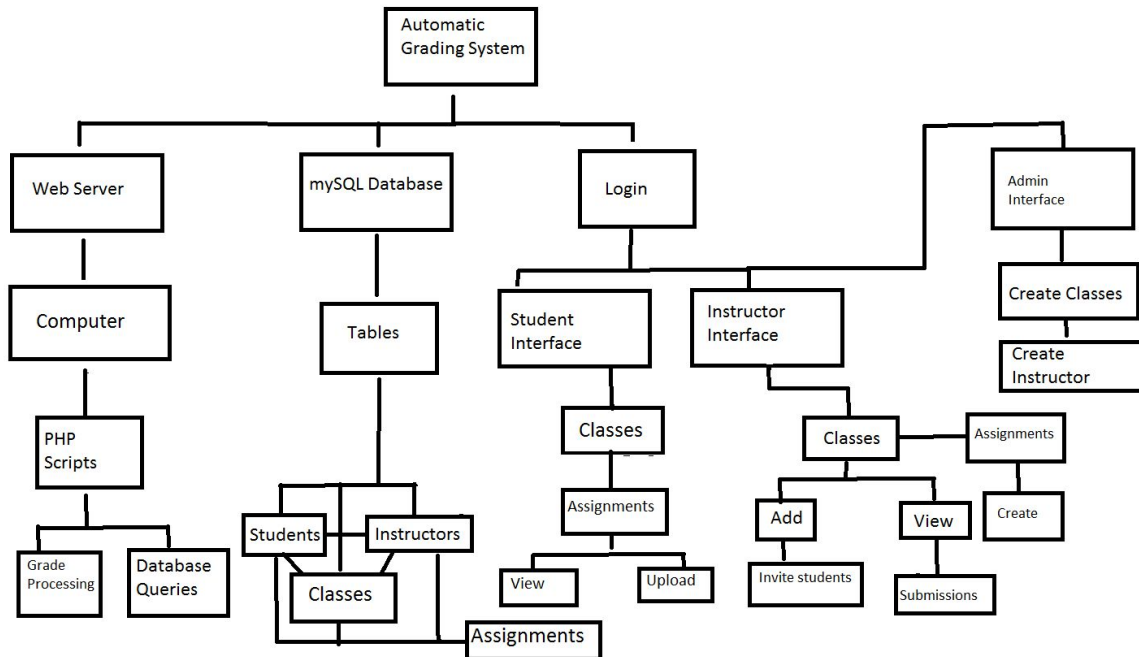 Automatic
Grading System
Web Server
mySQL Database
Login
Admin
Interface
Computer
Tables
Student
Interface
Instructor
Interface
Create Classes
Create
Instructor
PHP
Scripts
Classes
Classes
Assignments
Students
Instructors
Assignments
Add
View
Create
Grade
Processing
Database
Queries
Classes
View
Upload
Invite students
Submissions
Assignments